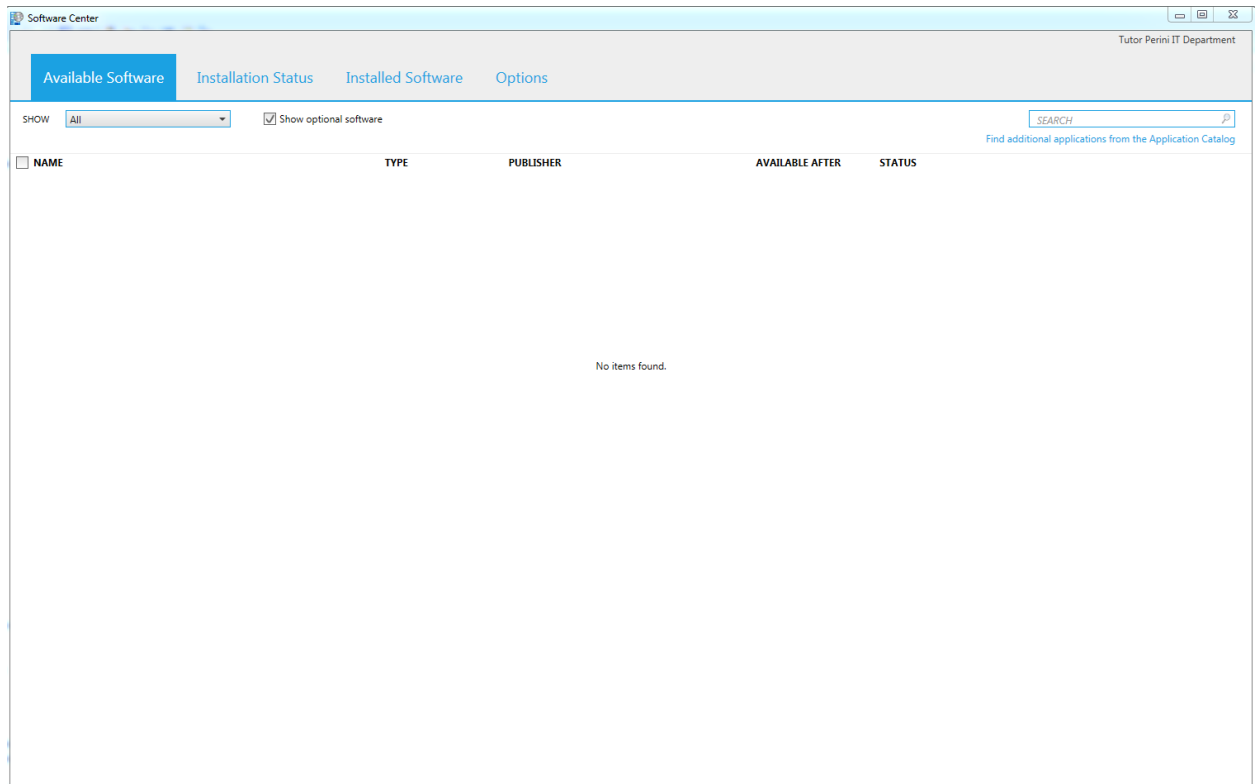 Software Center
Tutor Perini IT Department
Available Software Installation Status Installed Software Options
SHOW All Show optional software SEARCH
Find additional applications from the Application Catalog
NAME TYPE PUBLISHER AVAILABLE AFTER STATUS
No items found.